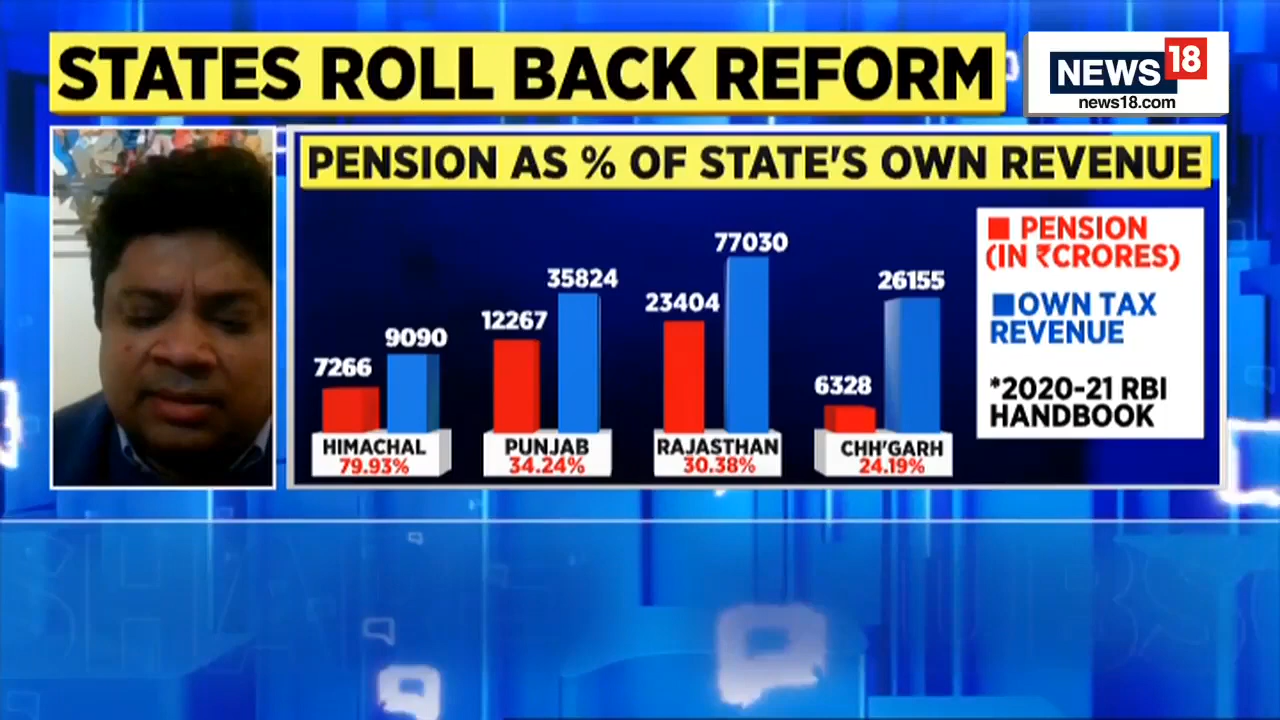 STATES ROLL BACK REFORM
NEWS 18
news18.com
PENSION AS % OF STATE'S OWN REVENUE
7266
9090
12267
35824
23404
77030
6328
26155
HIMACHAL
79.93%
PUNJAB
34.24%
RAJASTHAN
30.38%
CHH'GARH
24.19%
PENSION
(IN ₹CRORES)
OWN TAX
REVENUE
*2020-21 RBI
HANDBOOK